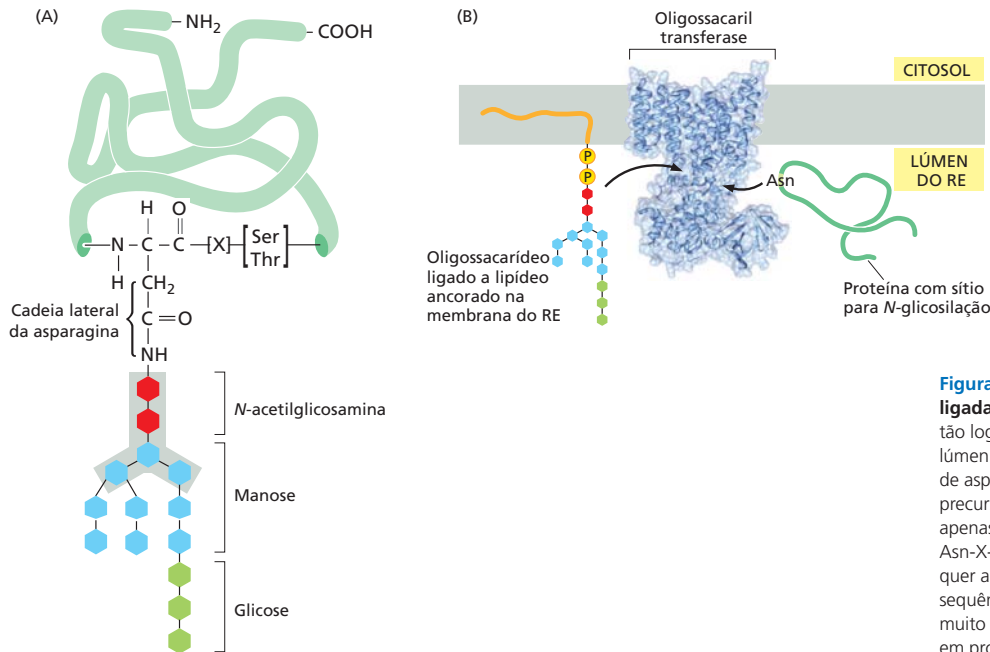 (A)
NH2
COOH
H
O
N
C
C
[X]
Ser
Thr
H
CH2
Cadeia lateral
da asparagina
C
O
NH
N-acetilglicosamina
Manose
Glicose
(B)
Oligossacaril
transferase
CITOSOL
LÚMEN
DO RE
P
P
Asn
Oligossacarídeo
ligado a lipídeo
ancorado na
membrana do RE
Proteína com sítio
para N-glicosilação
Figura
ligada
tão log
lúmen
de asp
precur
apenas
Asn-X-
quer a
sequên
muito
em pro